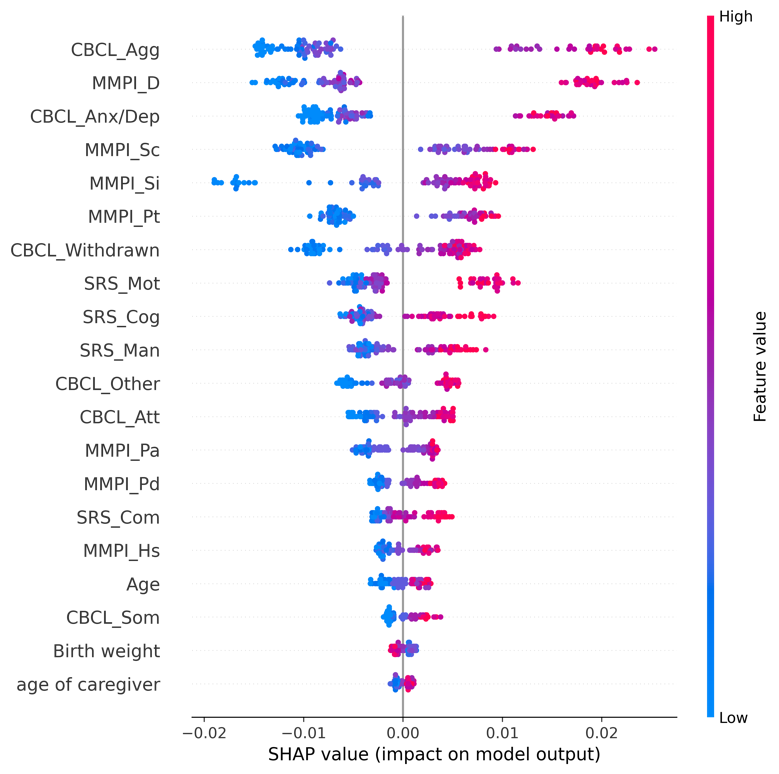 High
CBCL_Agg
MMPI_D
CBCL_Anx/Dep
MMPI_Sc
MMPI_Si
MMPI_Pt
CBCL_Withdrawn
SRS_Mot
SRS_Cog
SRS_Man
CBCL_Other
CBCL_Att
MMPI_Pa
MMPI_Pd
SRS_Com
MMPI_Hs
Age
CBCL_Som
Birth weight
age of caregiver
Feature value
Low
−0.02 −0.01 0.00 0.01 0.02
SHAP value (impact on model output)